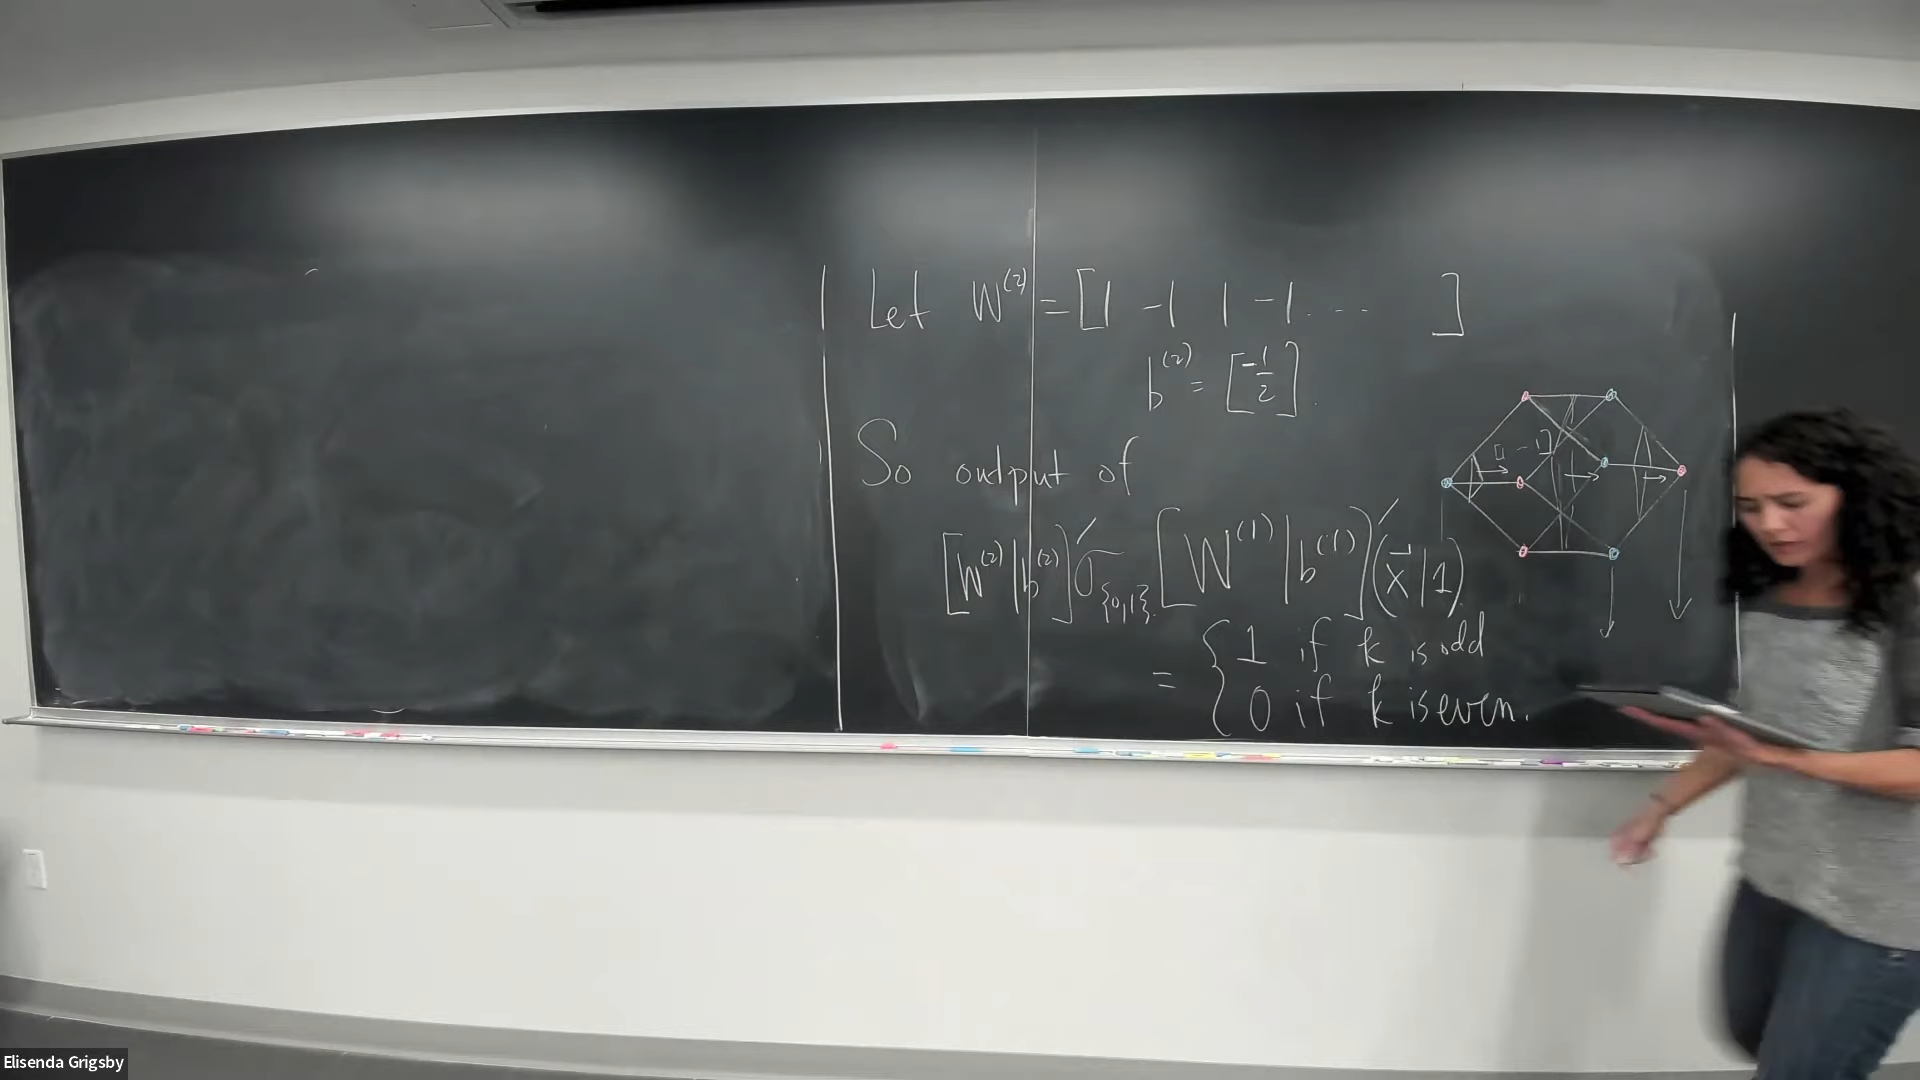 Let W^(2) = [1 -1 1 -1 ... ]
b^(2) = [-1/2].
So output of
[W^(2) | b^(2)] σ_{0,1} [W^(1) | b^(1)] (x⃗ | 1)
= { 1 if k is odd
0 if k is even.
[ - 1]
Elisenda Grigsby